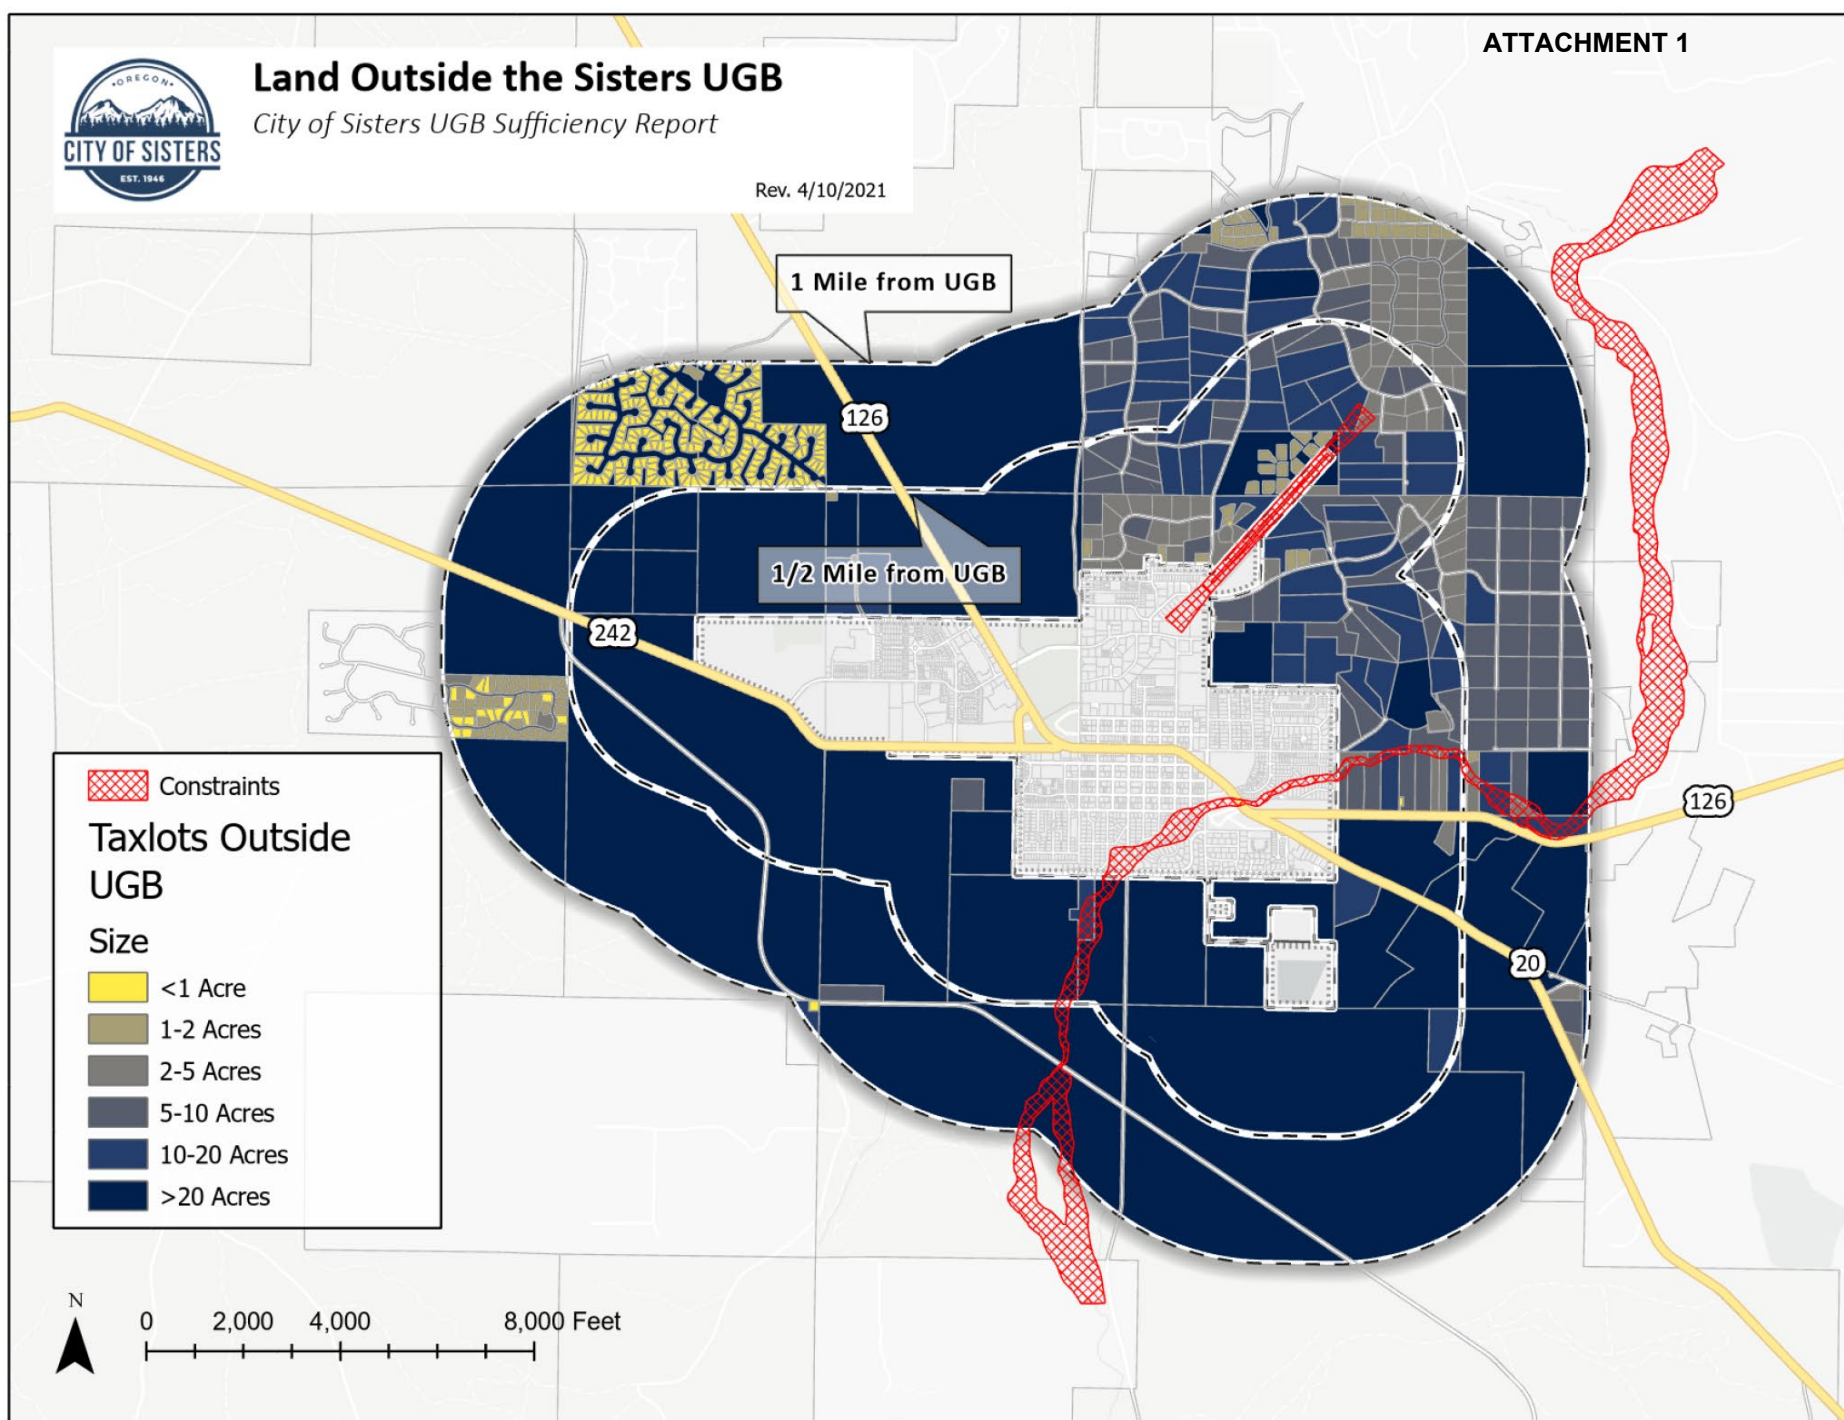 ATTACHMENT 1
OREGON
CITY OF SISTERS
EST. 1946
Land Outside the Sisters UGB
City of Sisters UGB Sufficiency Report
Rev. 4/10/2021
1 Mile from UGB
126
1/2 Mile from UGB
242
126
20
Constraints
Taxlots Outside
UGB
Size
<1 Acre
1-2 Acres
2-5 Acres
5-10 Acres
10-20 Acres
>20 Acres
N
0 2,000 4,000 8,000 Feet